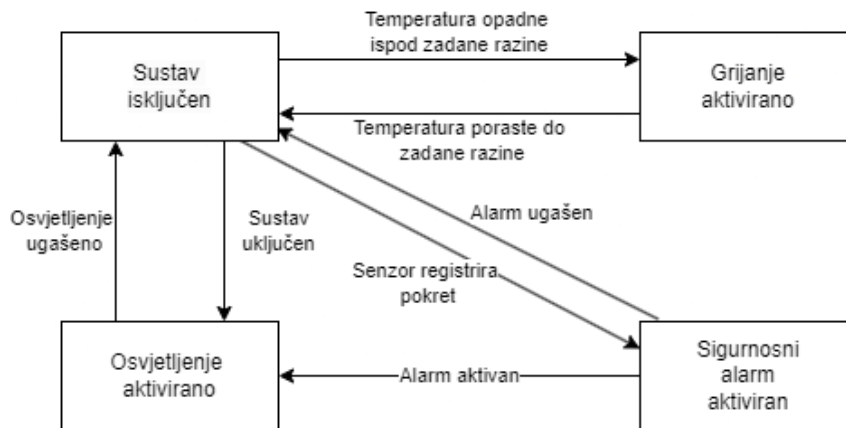 Temperatura opadne
ispod zadane razine
Sustav
isključen
Grijanje
aktivirano
Temperatura poraste do
zadane razine
Osvjetljenje
ugašeno
Sustav
uključen
Alarm ugašen
Senzor registrira
pokret
Osvjetljenje
aktivirano
Alarm aktivan
Sigurnosni
alarm
aktiviran